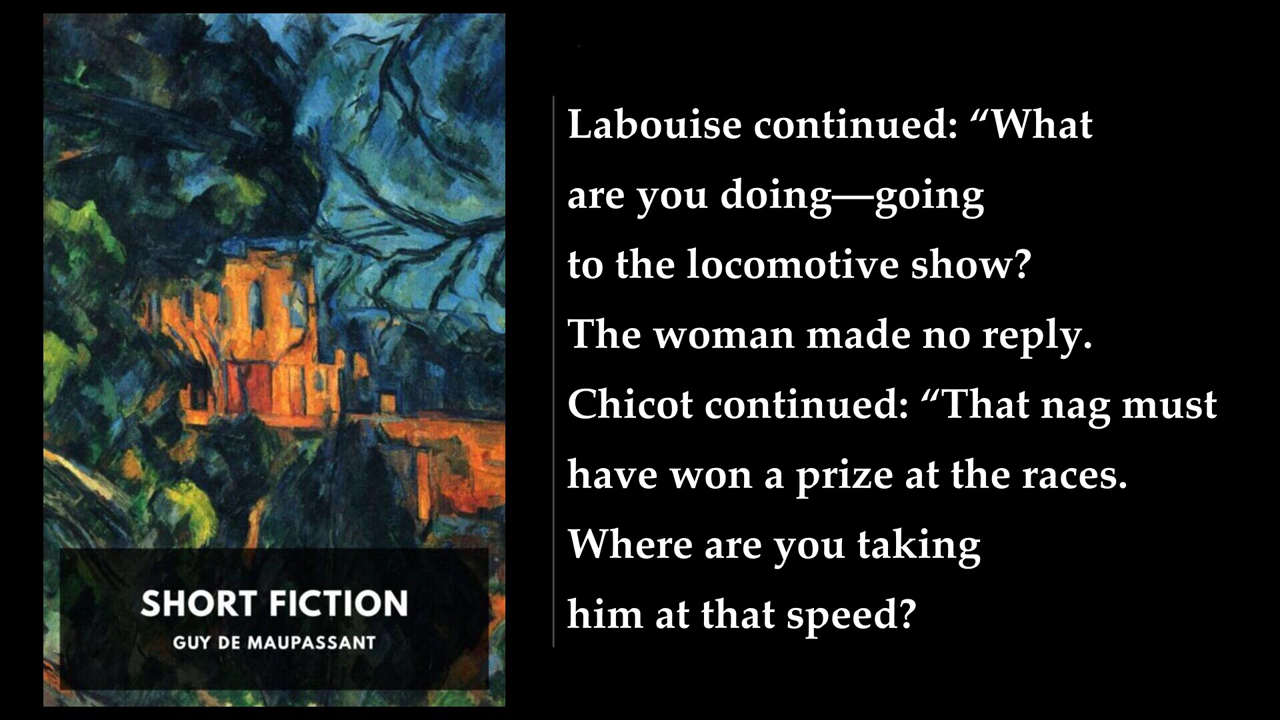 SHORT FICTION
GUY DE MAUPASSANT
Labouise continued: “What
are you doing—going
to the locomotive show?
The woman made no reply.
Chicot continued: “That nag must
have won a prize at the races.
Where are you taking
him at that speed?